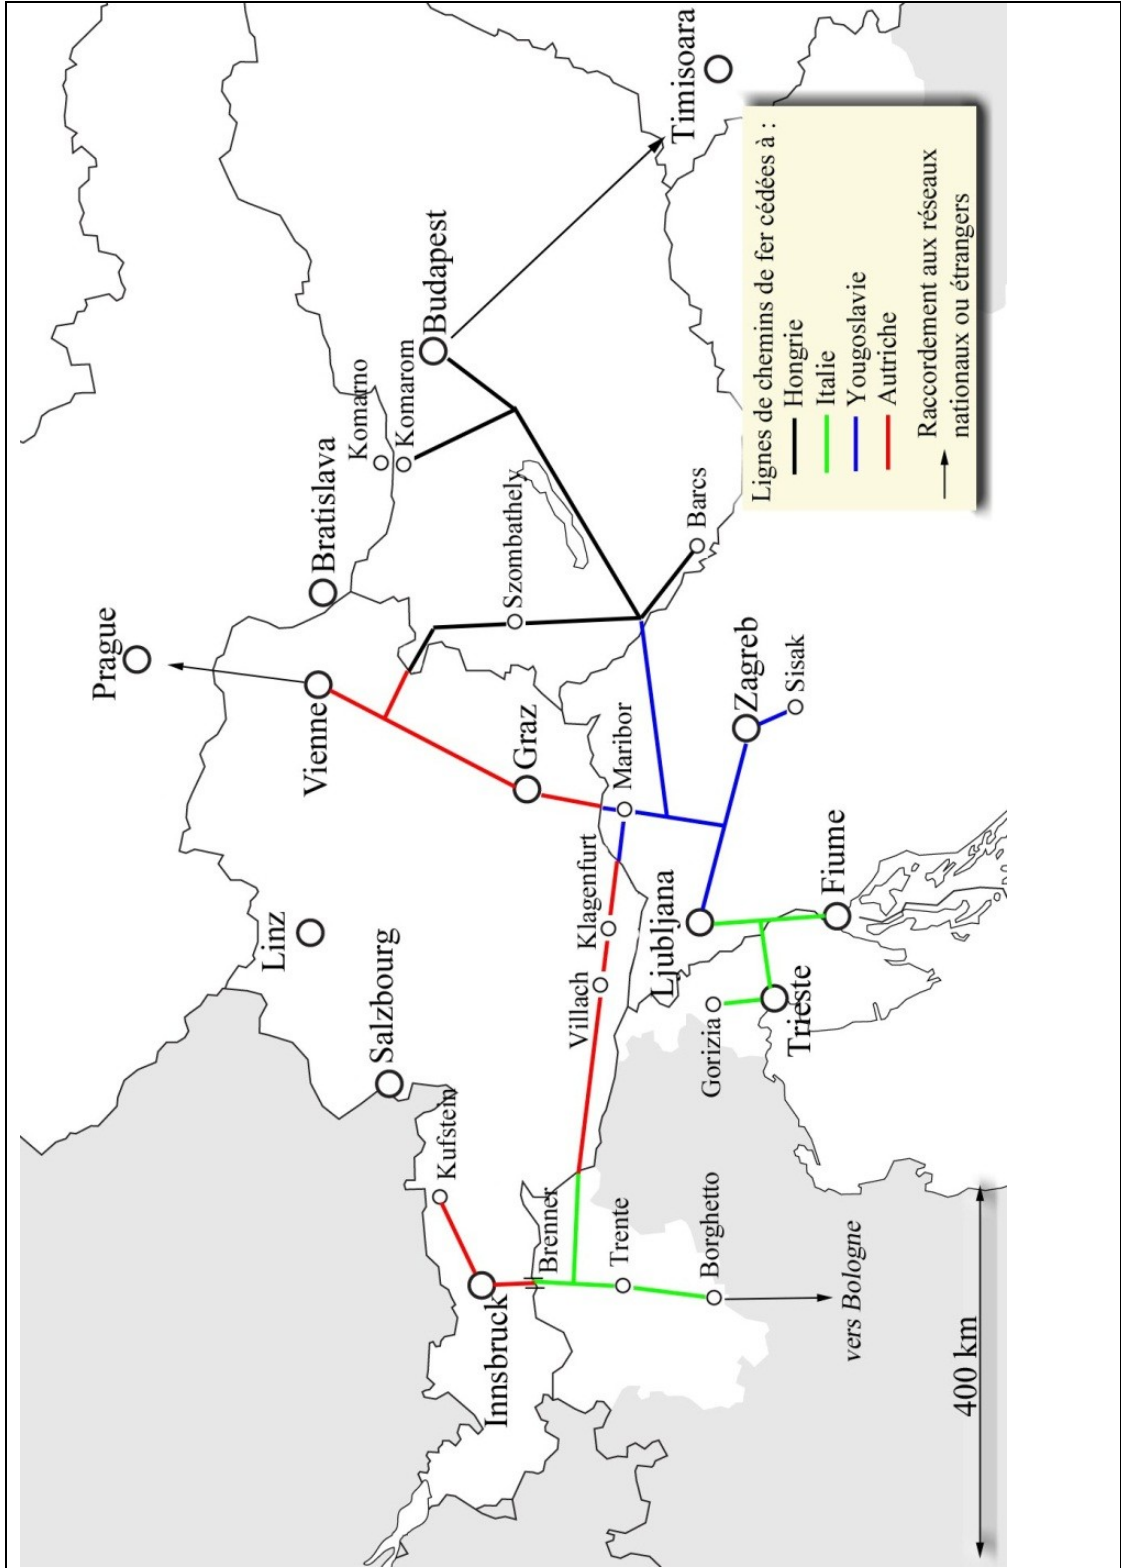 Prague
Vienne
Bratislava
Komarno
Komarom
Budapest
Timisoara
Linz
Salzbourg
Kufstein
Innsbruck
Brenner
Graz
Szombathely
Maribor
Klagenfurt
Villach
Trente
Borghetto
vers Bologne
Barcs
Zagreb
Sisak
Ljubljana
Fiume
Gorizia
Trieste
400 km
Lignes de chemins de fer cédées à :
Hongrie
Italie
Yougoslavie
Autriche
Raccordement aux réseaux
nationaux ou étrangers